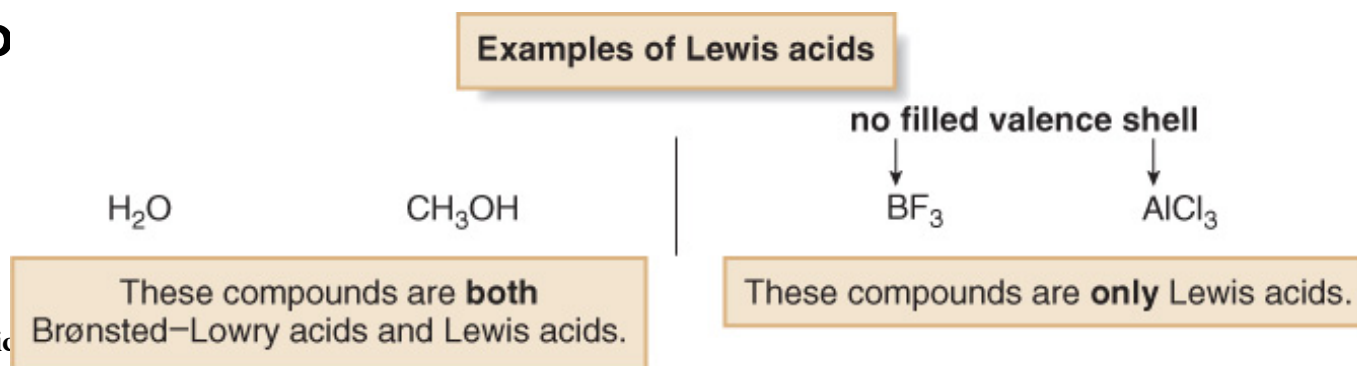 Examples of Lewis acids
no filled valence shell
H₂O CH₃OH BF₃ AlCl₃
These compounds are both
Brønsted–Lowry acids and Lewis acids.
These compounds are only Lewis acids.